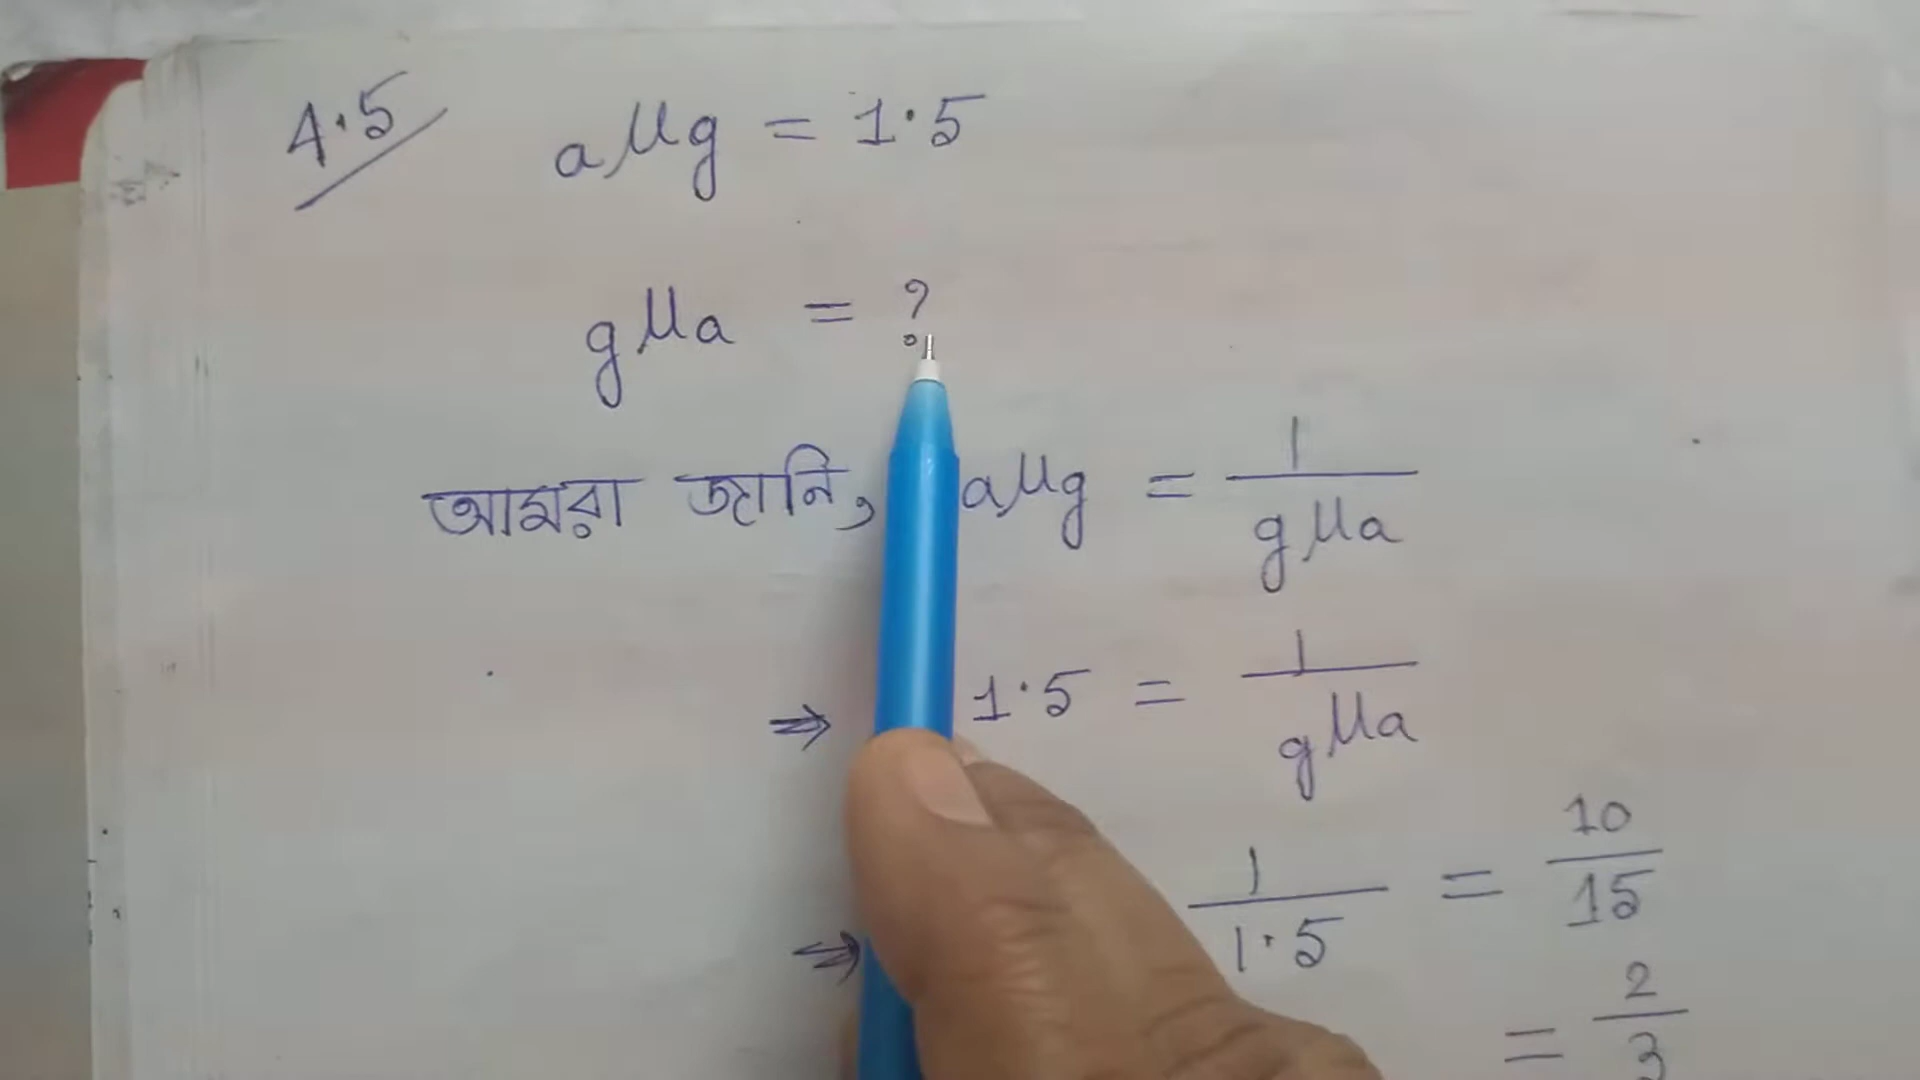 4.5 aμg = 1.5
gμa = ?
আমরা জানি, aμg = 1/gμa
⇒ 1.5 = 1/gμa
⇒ 1/1.5 = 10/15
= 2/3